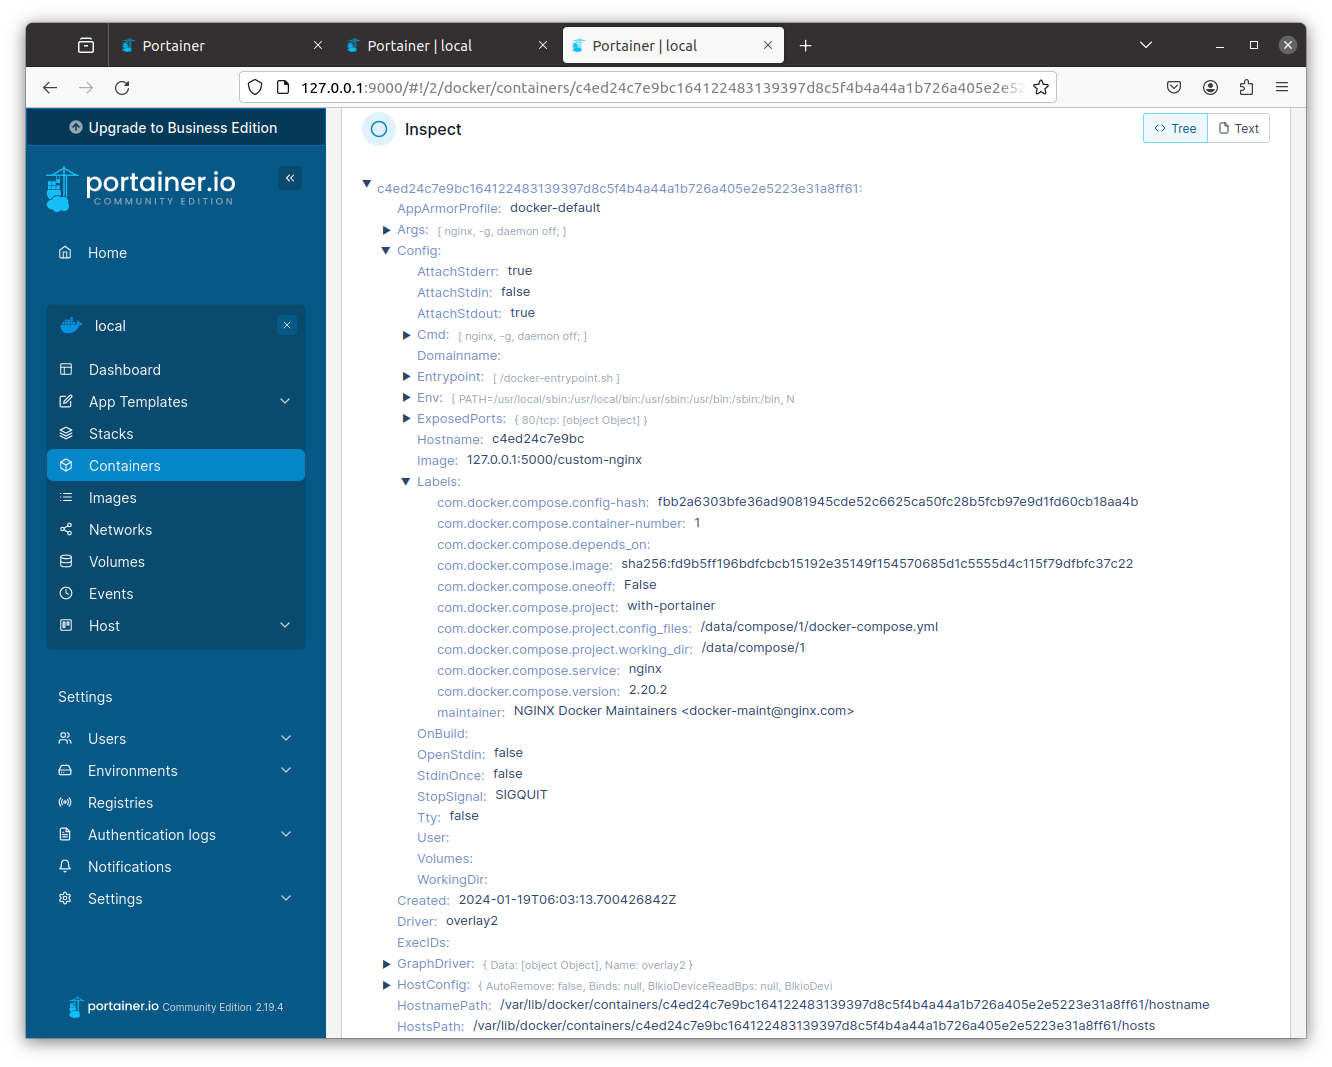 Portainer
Portainer | local
Portainer | local
127.0.0.1:9000/#!/2/docker/containers/c4ed24c7e9bc164122483139397d8c5f4b4a44a1b726a405e2e52
Upgrade to Business Edition
portainer.io
COMMUNITY EDITION
Home
local
Dashboard
App Templates
Stacks
Containers
Images
Networks
Volumes
Events
Host
Settings
Users
Environments
Registries
Authentication logs
Notifications
Settings
portainer.io Community Edition 2.19.4
Inspect
Tree
Text
c4ed24c7e9bc164122483139397d8c5f4b4a44a1b726a405e2e5223e31a8ff61:
AppArmorProfile: docker-default
Args: [ nginx, -g, daemon off; ]
Config:
AttachStderr: true
AttachStdin: false
AttachStdout: true
Cmd: [ nginx, -g, daemon off; ]
Domainname:
Entrypoint: [ /docker-entrypoint.sh ]
Env: [ PATH=/usr/local/sbin:/usr/local/bin:/usr/sbin:/usr/bin:/sbin:/bin, N
ExposedPorts: { 80/tcp: [object Object] }
Hostname: c4ed24c7e9bc
Image: 127.0.0.1:5000/custom-nginx
Labels:
com.docker.compose.config-hash: fbb2a6303bfe36ad9081945cde52c6625ca50fc28b5fcb97e9d1fd60cb18aa4b
com.docker.compose.container-number: 1
com.docker.compose.depends_on:
com.docker.compose.image: sha256:fd9b5ff196bdfcbcb15192e35149f154570685d1c5555d4c115f79dfbfc37c22
com.docker.compose.oneoff: False
com.docker.compose.project: with-portainer
com.docker.compose.project.config_files: /data/compose/1/docker-compose.yml
com.docker.compose.project.working_dir: /data/compose/1
com.docker.compose.service: nginx
com.docker.compose.version: 2.20.2
maintainer: NGINX Docker Maintainers <docker-maint@nginx.com>
OnBuild:
OpenStdin: false
StdinOnce: false
StopSignal: SIGQUIT
Tty: false
User:
Volumes:
WorkingDir:
Created: 2024-01-19T06:03:13.700426842Z
Driver: overlay2
ExecIDs:
GraphDriver: { Data: [object Object], Name: overlay2 }
HostConfig: { AutoRemove: false, Binds: null, BlkioDeviceReadBps: null, BlkioDevi
HostnamePath: /var/lib/docker/containers/c4ed24c7e9bc164122483139397d8c5f4b4a44a1b726a405e2e5223e31a8ff61/hostname
HostsPath: /var/lib/docker/containers/c4ed24c7e9bc164122483139397d8c5f4b4a44a1b726a405e2e5223e31a8ff61/hosts